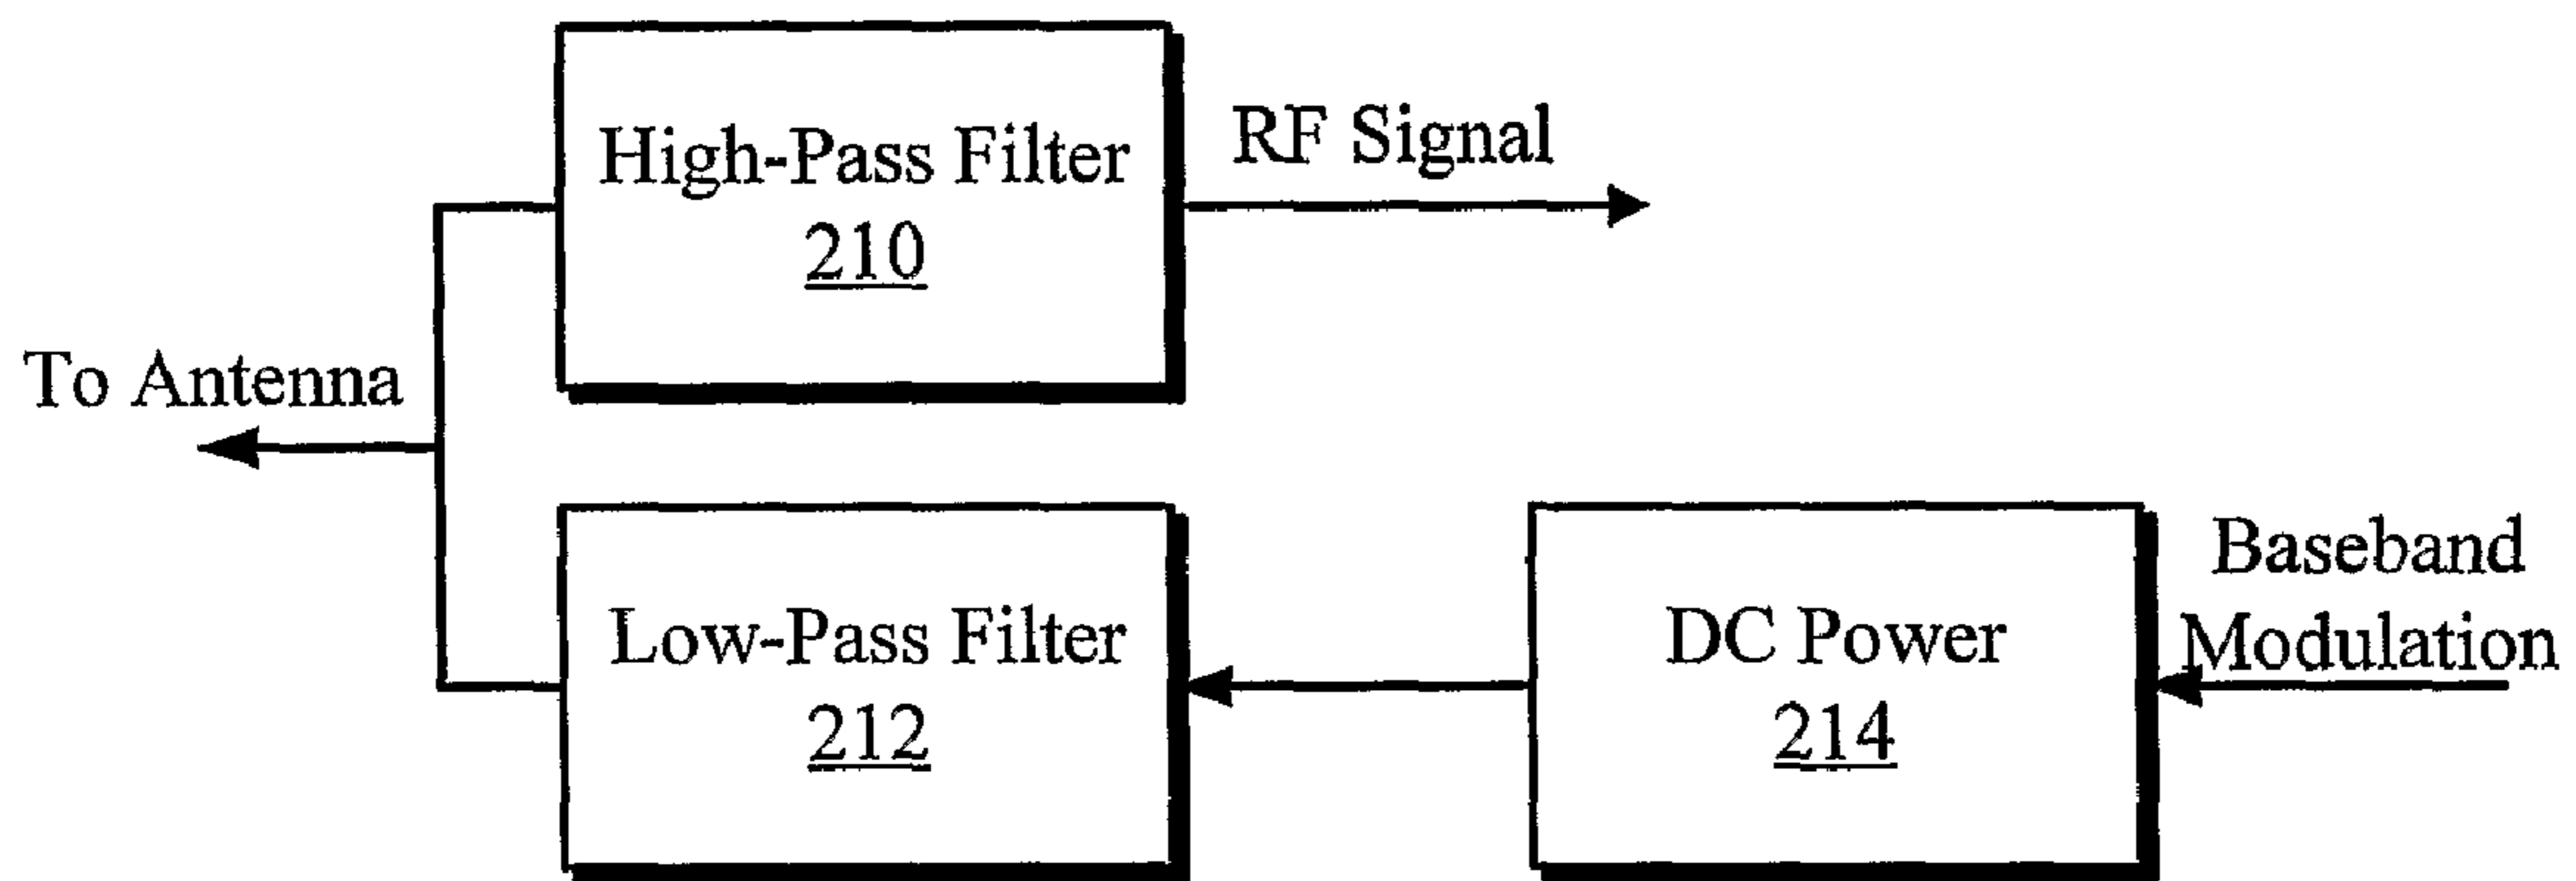 High-Pass Filter
210
RF Signal
To Antenna
Low-Pass Filter
212
DC Power
214
Baseband
Modulation